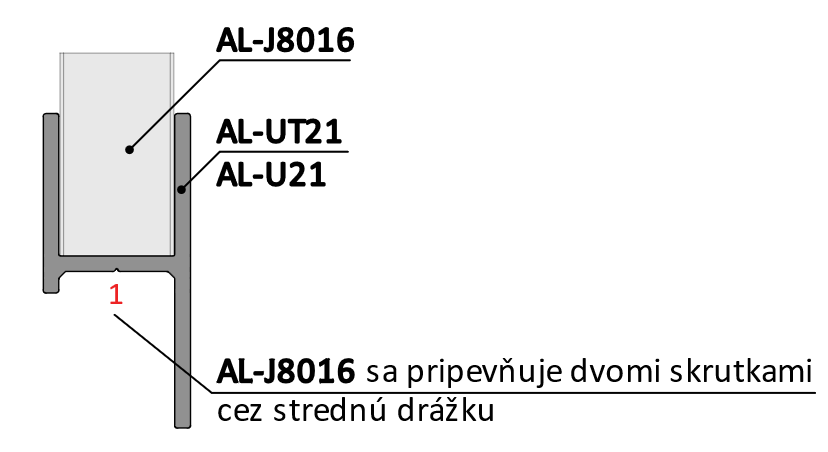 AL-J8016
AL-UT21
AL-U21
1
AL-J8016 sa pripevňuje dvomi skrutkami
cez strednú drážku